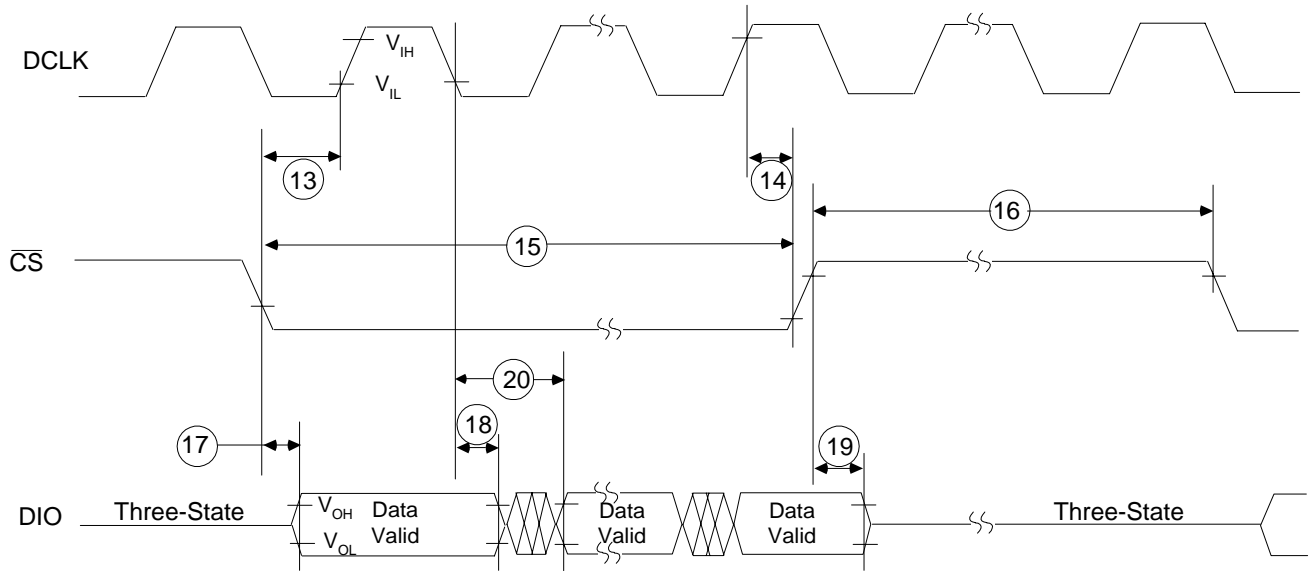 DCLK
VIH
VIL
13
14
16
15
CS
20
17
18
19
DIO
Three-State
VOH
VOL
Data
Valid
Data
Valid
Data
Valid
Three-State